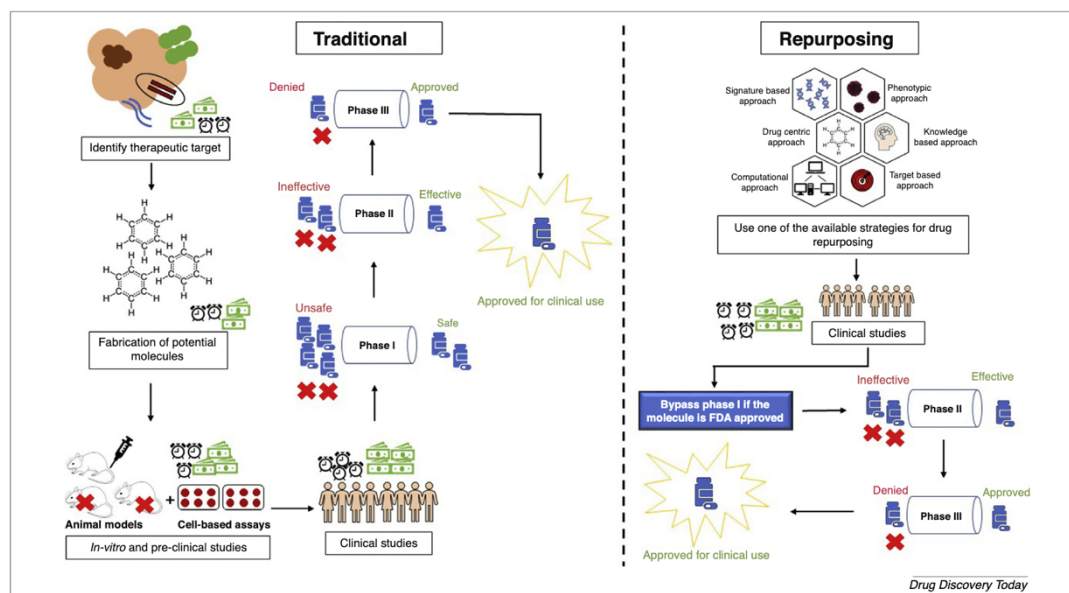 Traditional
Identify therapeutic target
H
H
H
H
H
H
C
C
C
C
C
C
H
H
H
H
H
H
C
C
C
C
C
C
H
H
H
H
H
H
C
C
C
C
C
C
Fabrication of potential
molecules
+
Animal models
Cell-based assays
In-vitro and pre-clinical studies
Clinical studies
Unsafe
Phase I
Safe
Ineffective
Phase II
Effective
Denied
Phase III
Approved
Approved for clinical use
Repurposing
Signature based
approach
Phenotypic
approach
Drug centric
approach
Knowledge
based approach
Computational
approach
Target based
approach
Use one of the available strategies for drug
repurposing
Clinical studies
Bypass phase I if the
molecule is FDA approved
Ineffective
Phase II
Effective
Denied
Phase III
Approved
Approved for clinical use
Drug Discovery Today